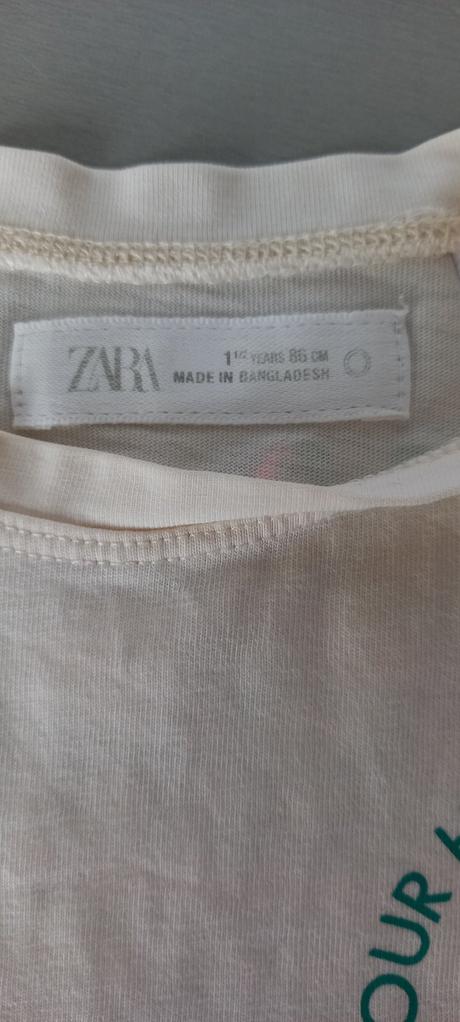 ZARA
1 1/2 YEARS 86 CM
MADE IN BANGLADESH
OUR